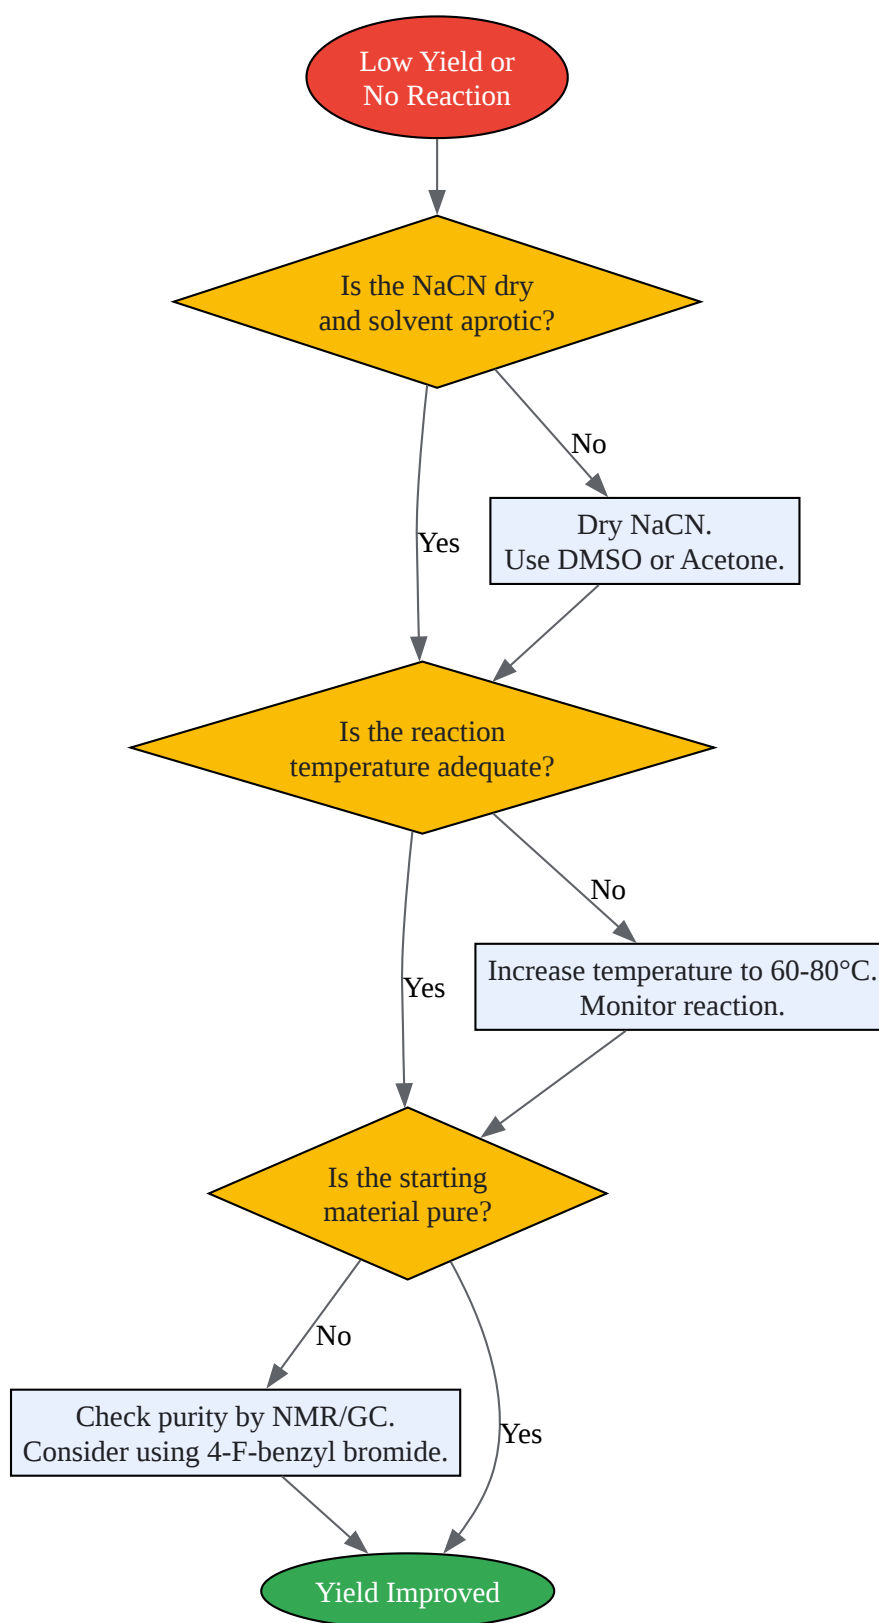 Low Yield or
No Reaction
Is the NaCN dry
and solvent aprotic?
No
Dry NaCN.
Use DMSO or Acetone.
Yes
Is the reaction
temperature adequate?
No
Increase temperature to 60-80°C.
Monitor reaction.
Yes
Is the starting
material pure?
No
Check purity by NMR/GC.
Consider using 4-F-benzyl bromide.
Yes
Yield Improved